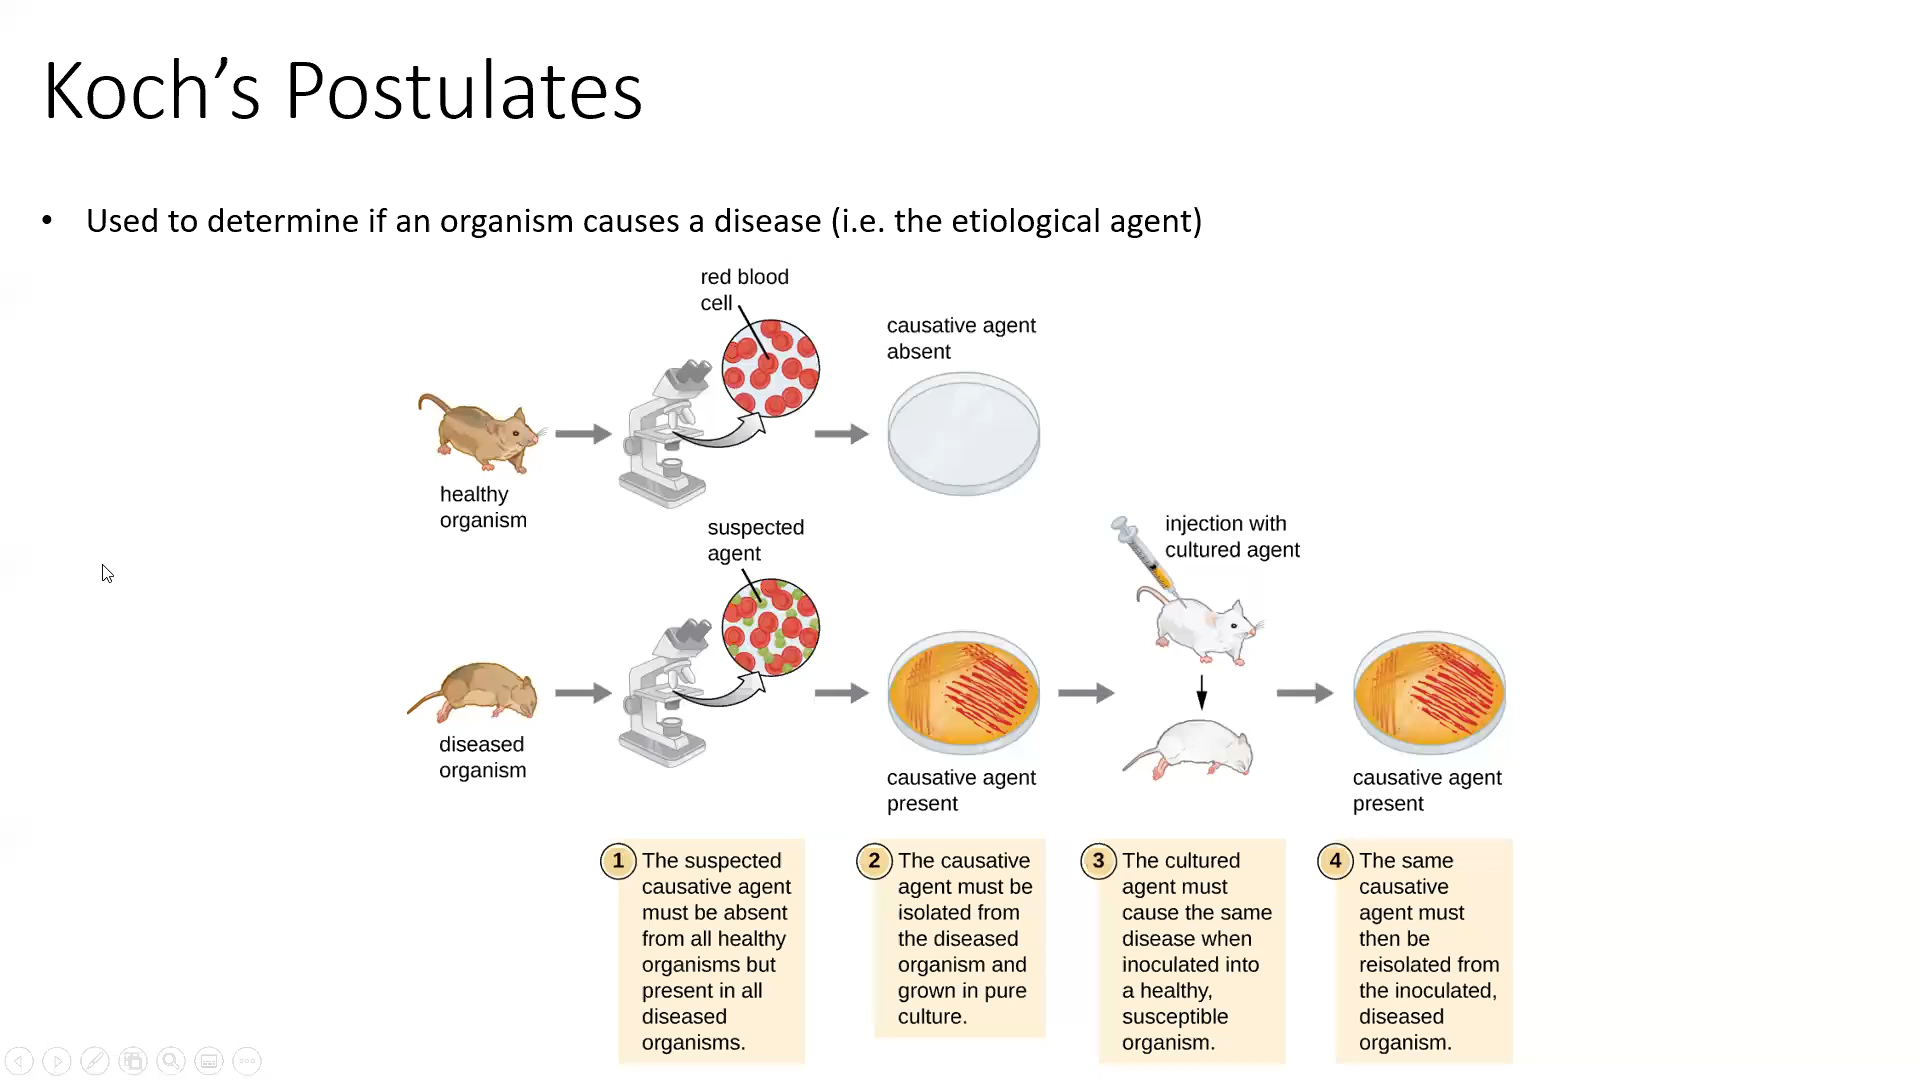 Koch’s Postulates
• Used to determine if an organism causes a disease (i.e. the etiological agent)
red blood
cell
causative agent
absent
healthy
organism
suspected
agent
injection with
cultured agent
diseased
organism
causative agent
present
causative agent
present
1 The suspected
causative agent
must be absent
from all healthy
organisms but
present in all
diseased
organisms.
2 The causative
agent must be
isolated from
the diseased
organism and
grown in pure
culture.
3 The cultured
agent must
cause the same
disease when
inoculated into
a healthy,
susceptible
organism.
4 The same
causative
agent must
then be
reisolated from
the inoculated,
diseased
organism.